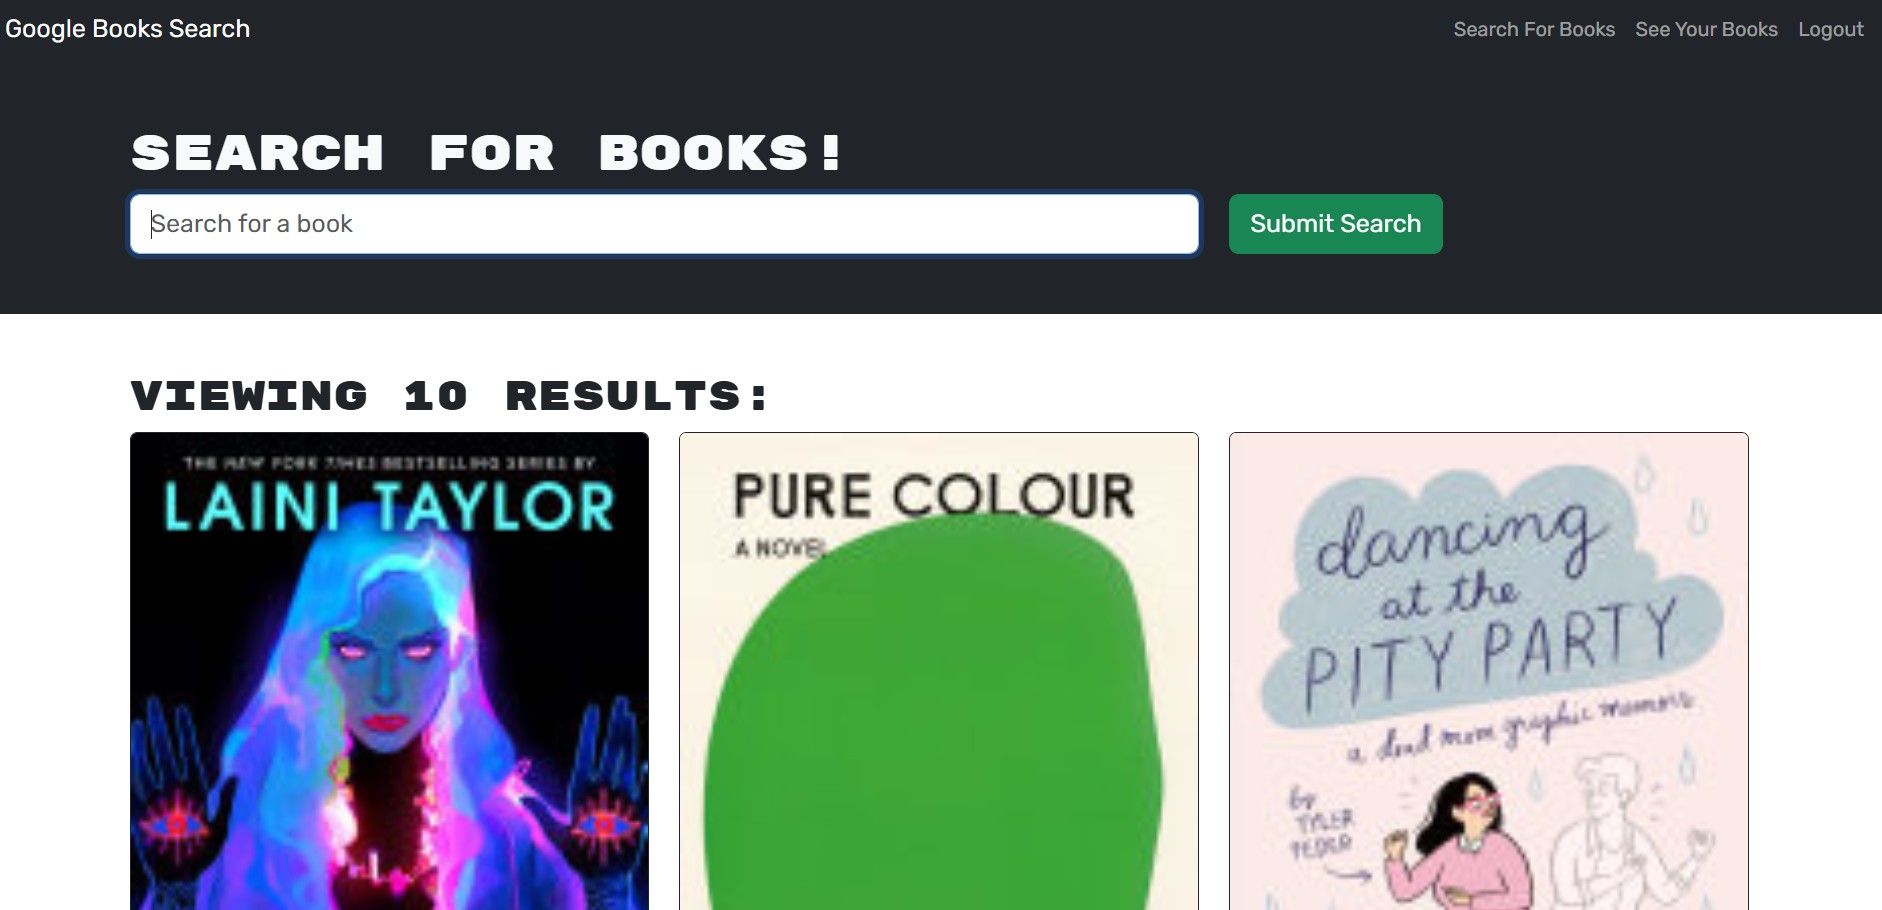 Google Books Search
Search For Books See Your Books Logout
SEARCH FOR BOOKS!
Search for a book
Submit Search
VIEWING 10 RESULTS:
THE NEW YORK TIMES BESTSELLING SERIES BY
LAINI TAYLOR
PURE COLOUR
A NOVEL
dancing
at the
PITY PARTY
a dead mom graphic memoir
by
TYLER
FEDER